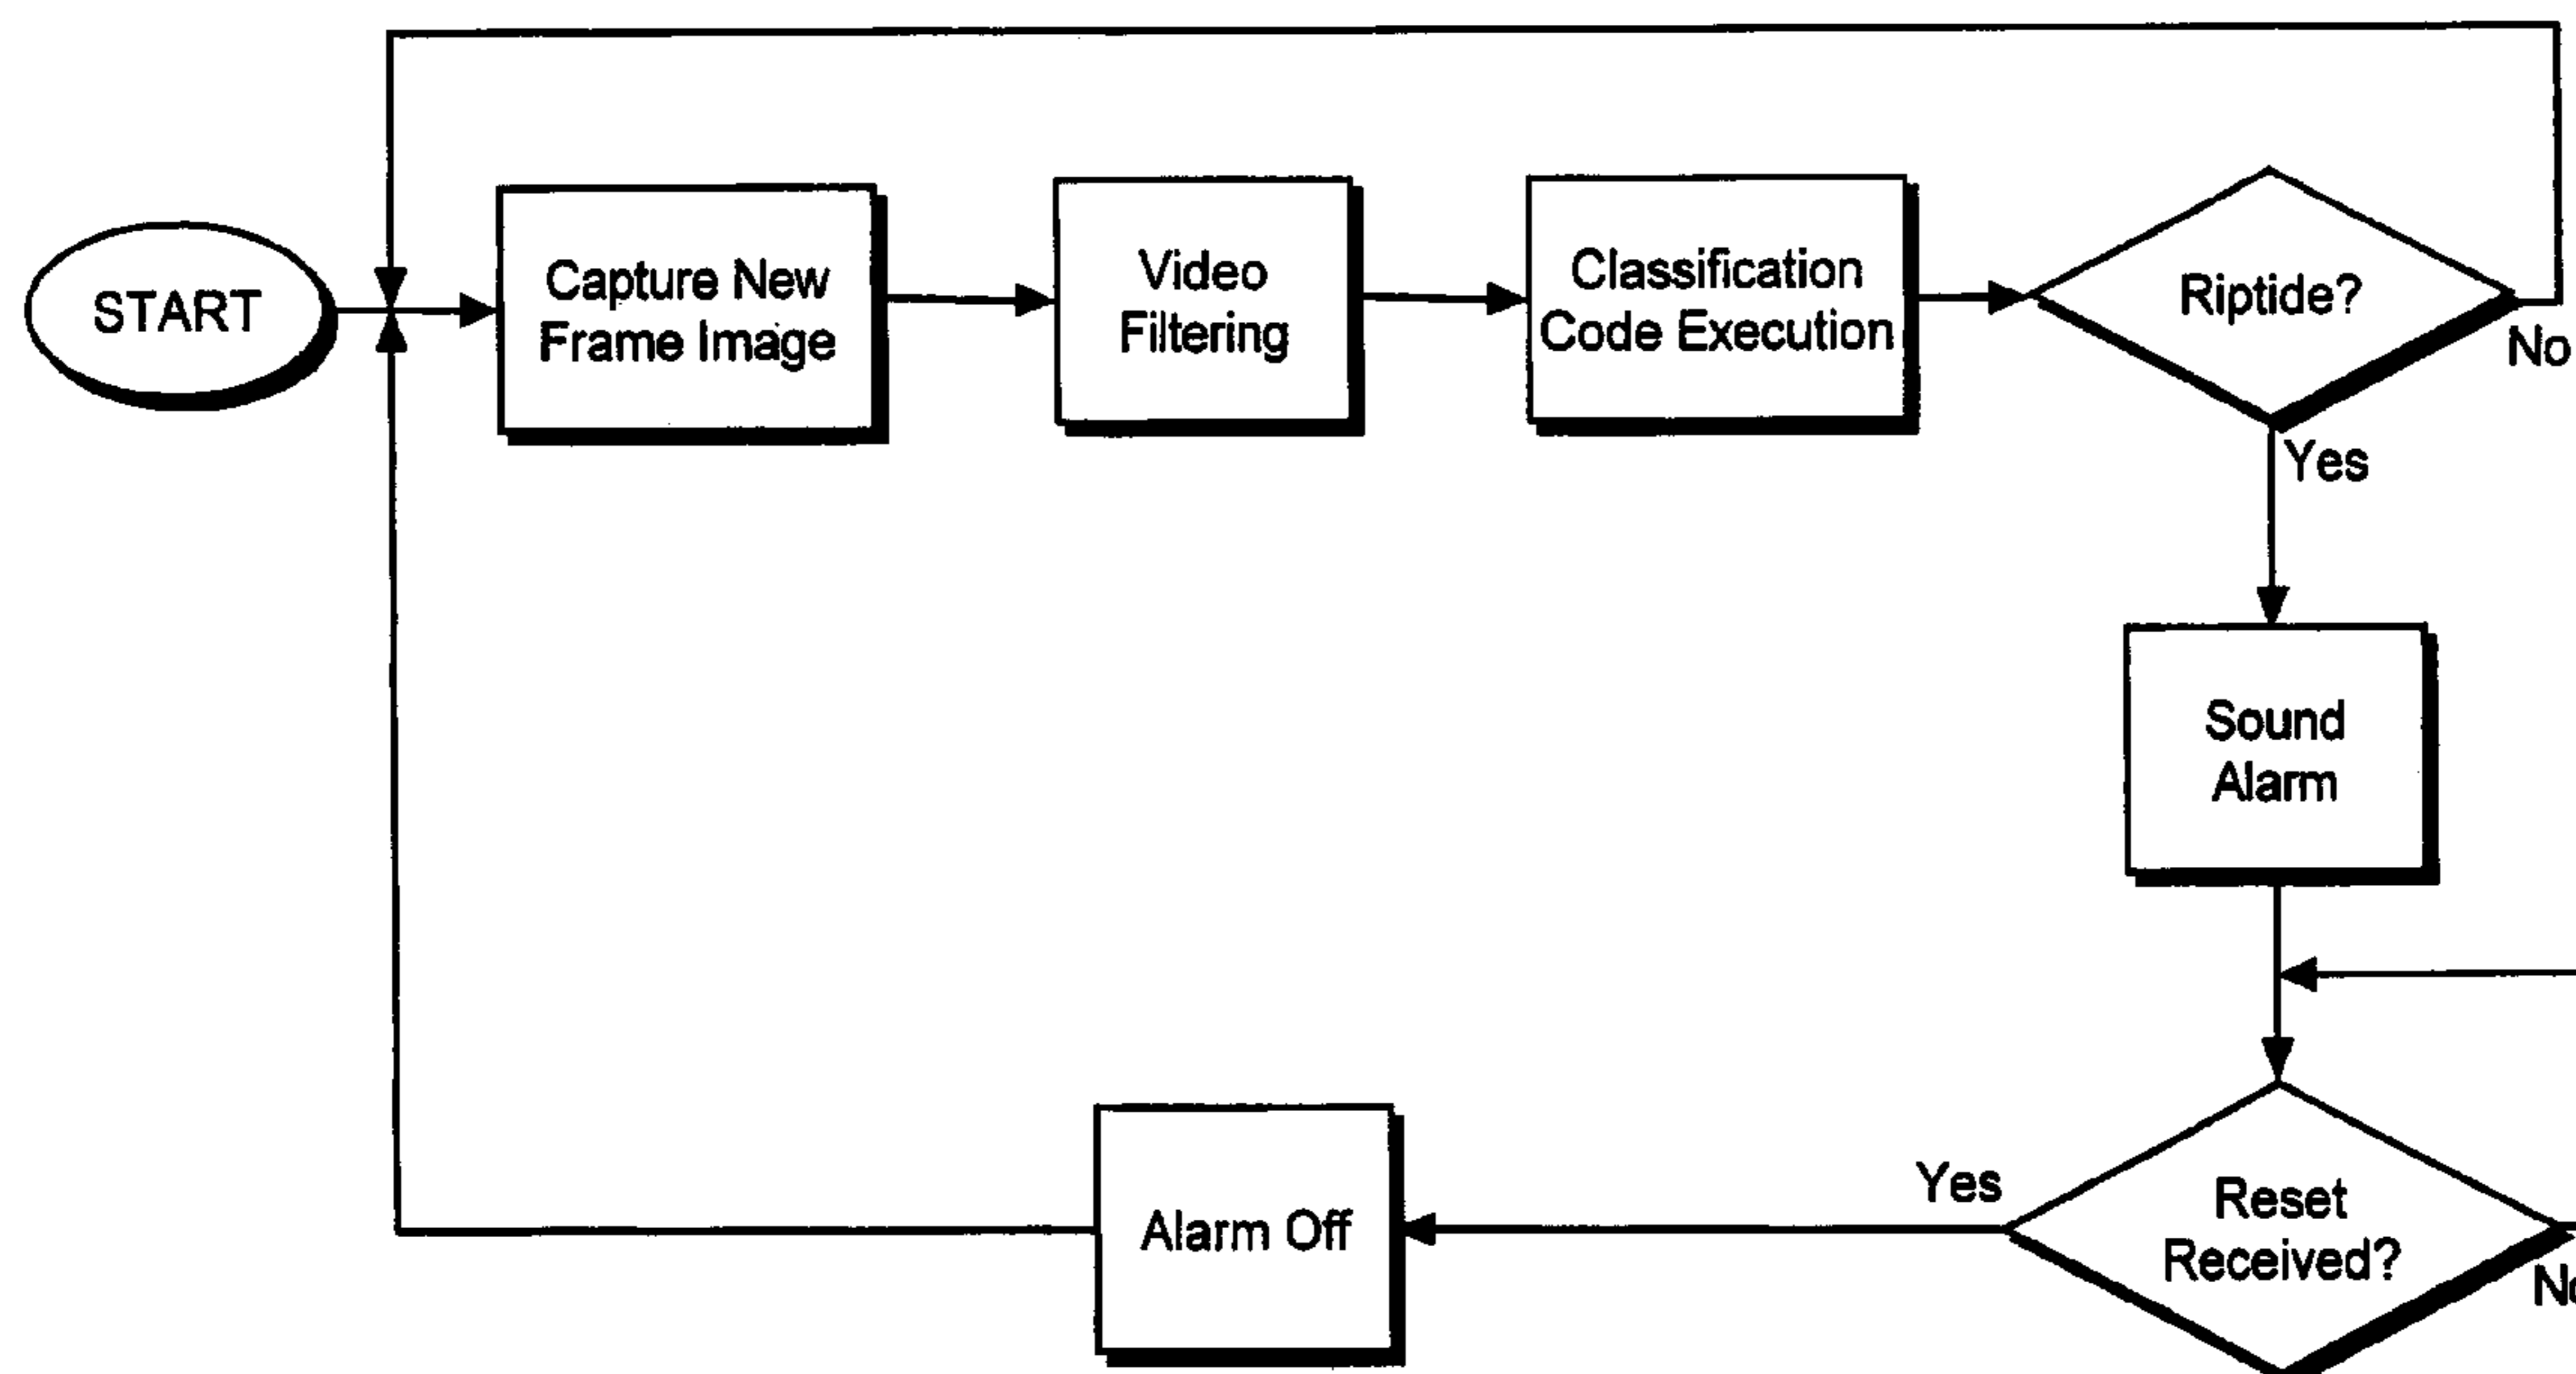 START
Capture New
Frame Image
Video
Filtering
Classification
Code Execution
Riptide?
No
Yes
Sound
Alarm
Reset
Received?
Yes
Alarm Off